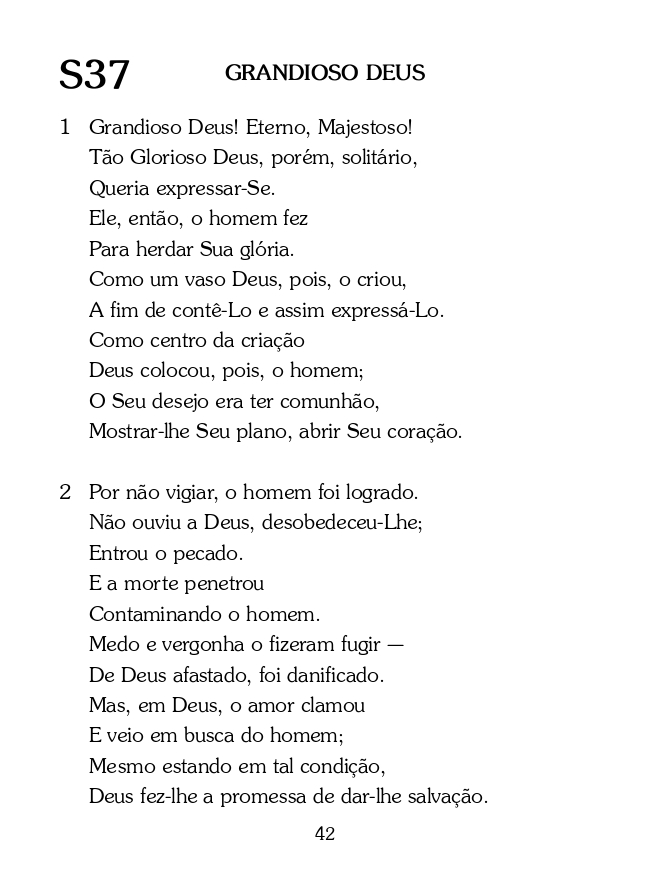 S37 GRANDIOSO DEUS
1 Grandioso Deus! Eterno, Majestoso!
Tão Glorioso Deus, porém, solitário,
Queria expressar-Se.
Ele, então, o homem fez
Para herdar Sua glória.
Como um vaso Deus, pois, o criou,
A fim de contê-Lo e assim expressá-Lo.
Como centro da criação
Deus colocou, pois, o homem;
O Seu desejo era ter comunhão,
Mostrar-lhe Seu plano, abrir Seu coração.
2 Por não vigiar, o homem foi logrado.
Não ouviu a Deus, desobedeceu-Lhe;
Entrou o pecado.
E a morte penetrou
Contaminando o homem.
Medo e vergonha o fizeram fugir —
De Deus afastado, foi danificado.
Mas, em Deus, o amor clamou
E veio em busca do homem;
Mesmo estando em tal condição,
Deus fez-lhe a promessa de dar-lhe salvação.
42